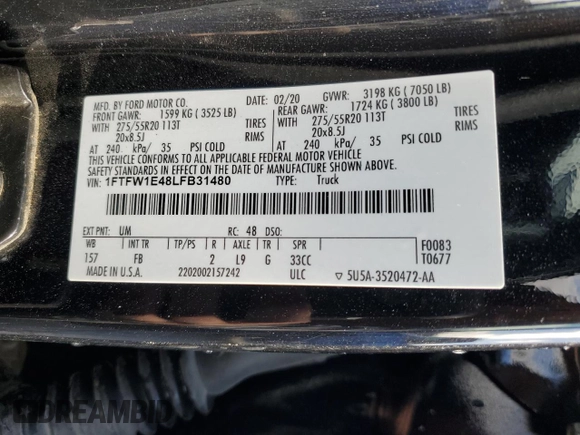 MFD. BY FORD MOTOR CO. 02/20 GVWR: 3198 KG ( 7050 LB)
FRONT GAWR: 1599 KG ( 3525 LB) REAR GAWR: 1724 KG ( 3800 LB)
WITH 275/55R20 113T TIRES WITH 275/55R20 113T TIRES
20x8.5J RIMS 20x8.5J RIMS
AT 240 kPa/ 35 PSI COLD AT 240 kPa/ 35 PSI COLD
THIS VEHICLE CONFORMS TO ALL APPLICABLE FEDERAL MOTOR VEHICLE
SAFETY STANDARDS IN EFFECT ON THE DATE OF MANUFACTURE SHOWN ABOVE.
VIN: 1FTFW1E48LFB31480 TYPE: Truck
EXT PNT: UM RC: 48 DSO:
WB INT TR TP/PS R AXLE TR SPR F0083
157 FB 2 L9 G 33CC T0677
MADE IN U.S.A. 2202002157242 ULC 5U5A-3520472-AA
IDREAMBID